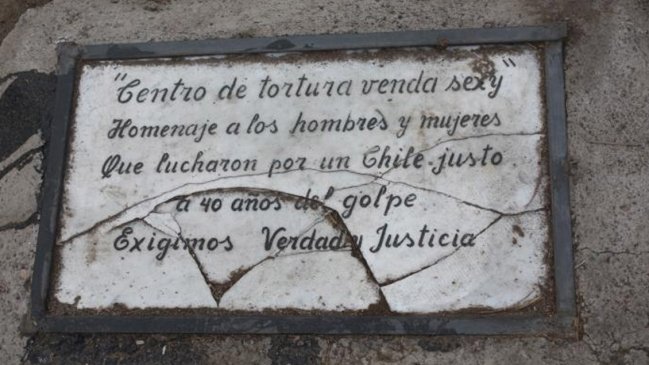 "Centro de tortura venda sexy"
Homenaje a los hombres y mujeres
Que lucharon por un Chile justo
a 40 años del golpe
Exigimos Verdad y Justicia